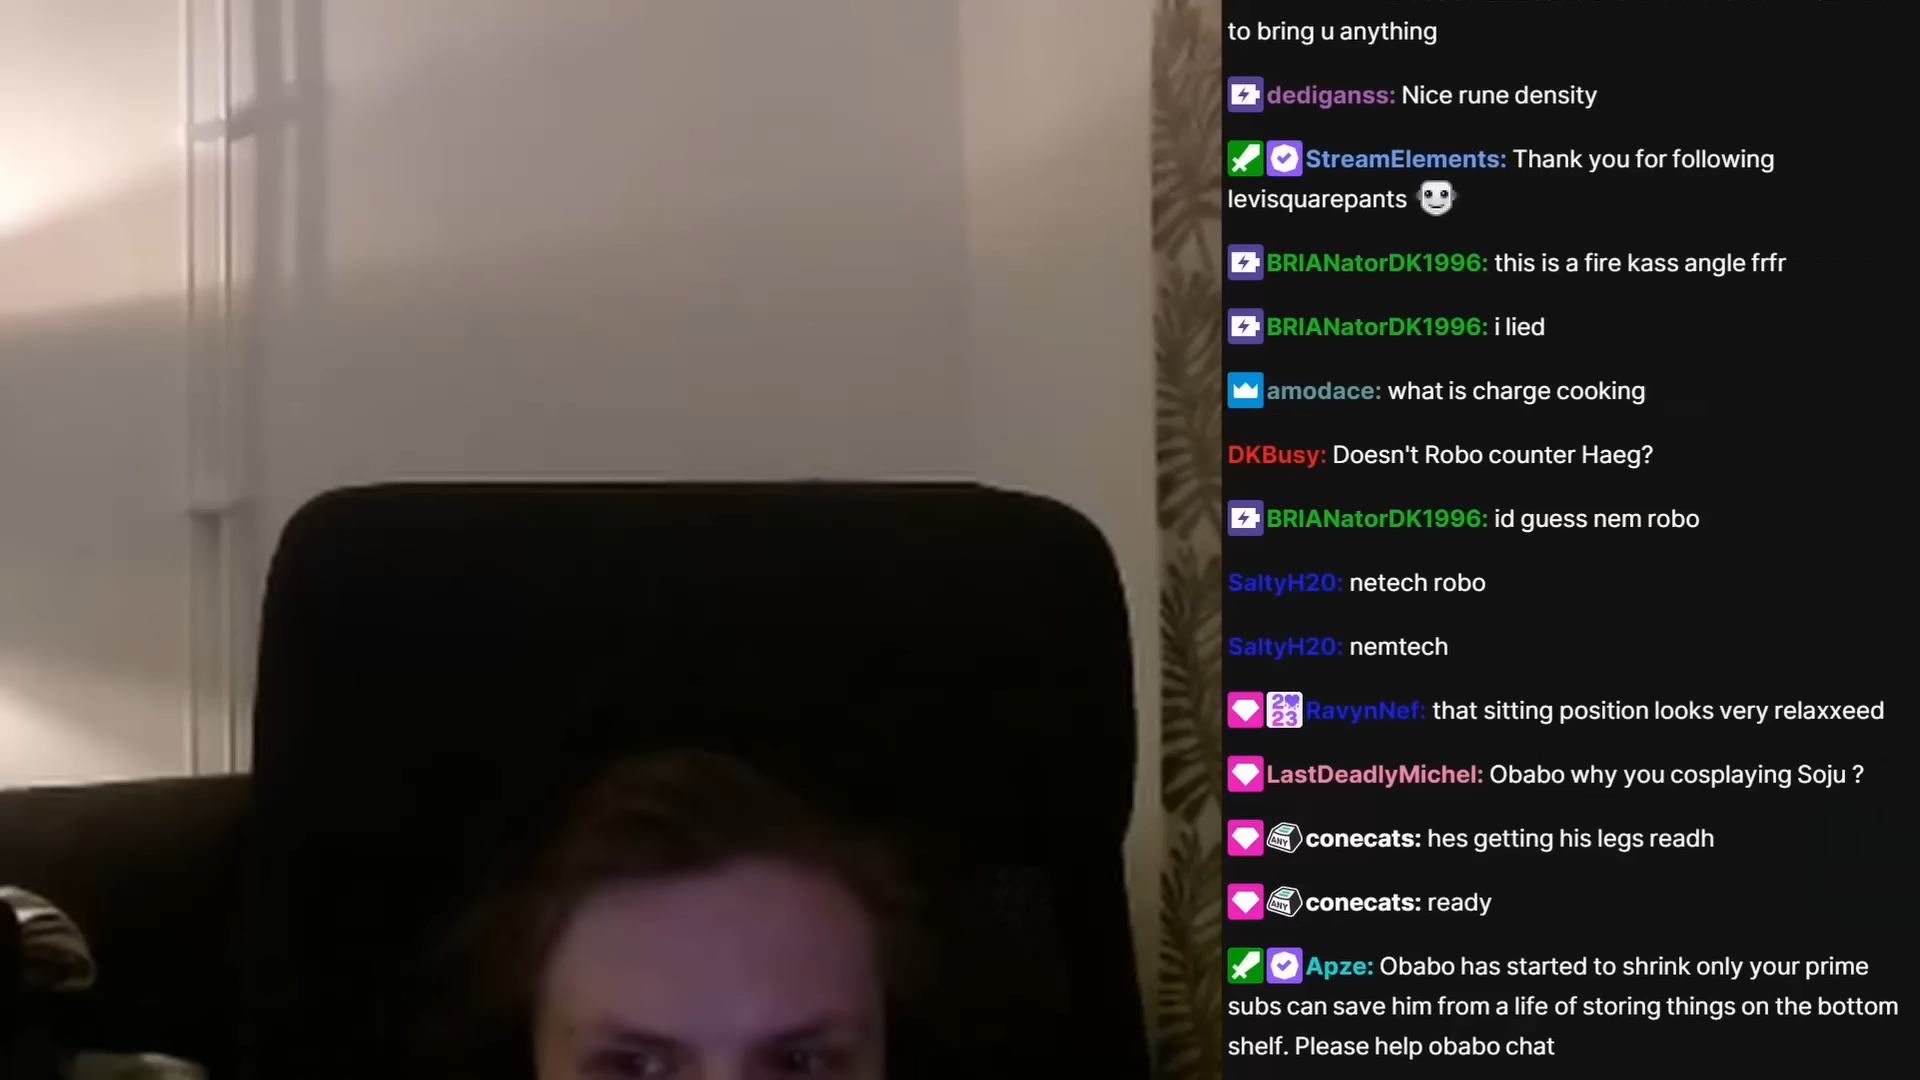 to bring u anything
dediganss: Nice rune density
StreamElements: Thank you for following
levisquarepants
BRIANatorDK1996: this is a fire kass angle frfr
BRIANatorDK1996: i lied
amodace: what is charge cooking
DKBusy: Doesn't Robo counter Haeg?
BRIANatorDK1996: id guess nem robo
SaltyH20: netech robo
SaltyH20: nemtech
2023 RavynNef: that sitting position looks very relaxxeed
LastDeadlyMichel: Obabo why you cosplaying Soju ?
ANY conecats: hes getting his legs readh
ANY conecats: ready
Apze: Obabo has started to shrink only your prime
subs can save him from a life of storing things on the bottom
shelf. Please help obabo chat